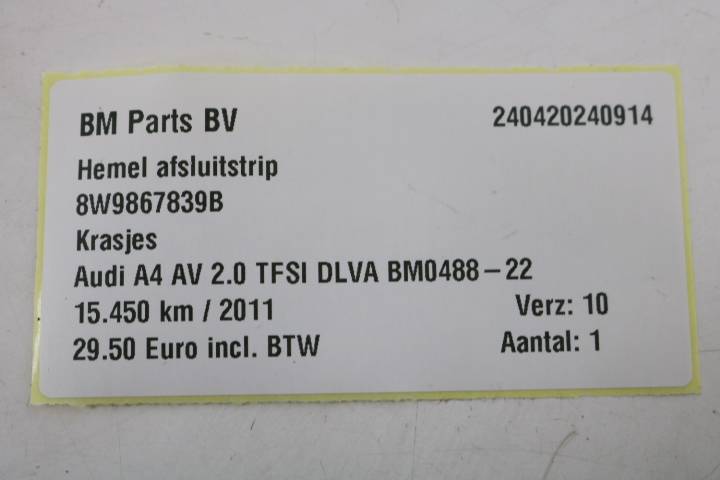 BM Parts BV 240420240914
Hemel afsluitstrip
8W9867839B
Krasjes
Audi A4 AV 2.0 TFSI DLVA BM0488-22
15.450 km / 2011 Verz: 10
29.50 Euro incl. BTW Aantal: 1